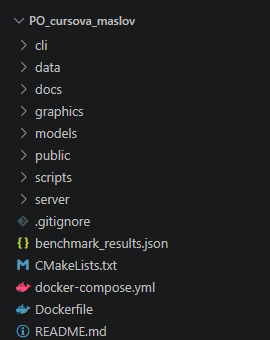 PO_cursova_maslov
cli
data
docs
graphics
models
public
scripts
server
.gitignore
benchmark_results.json
CMakeLists.txt
docker-compose.yml
Dockerfile
README.md